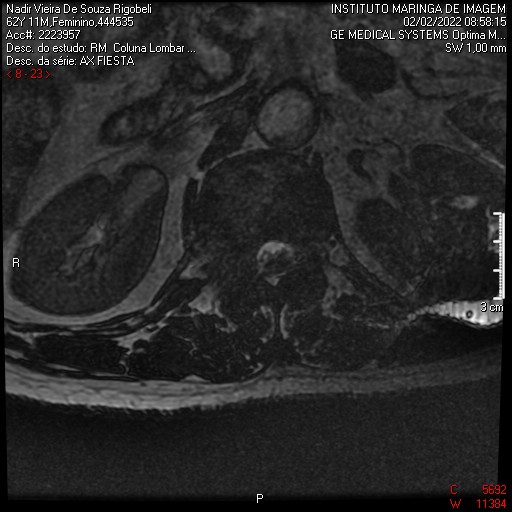 Nadir Vieira De Souza Rigobeli
62Y 11M,Feminino,444535
Acc#: 2223957
Desc. do estudo: RM  Coluna Lombar ...
Desc. da série: AX FIESTA
< 8 - 23 >
INSTITUTO MARINGA DE IMAGEM
02/02/2022 08:58:15
GE MEDICAL SYSTEMS Optima M...
SW 1,00 mm
R
3 cm
P
C 5692
W 11384